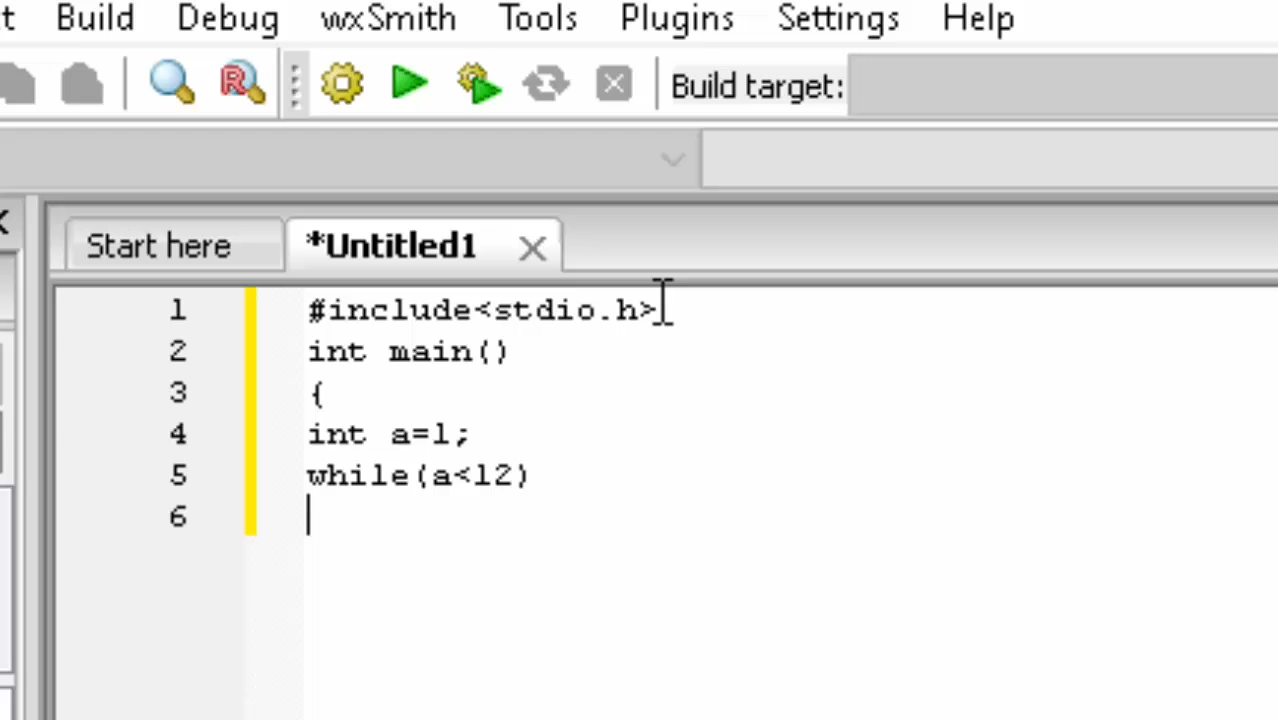 t Build Debug wxSmith Tools Plugins Settings Help
Build target:
Start here *Untitled1
1 #include<stdio.h>
2 int main()
3 {
4 int a=1;
5 while(a<12)
6